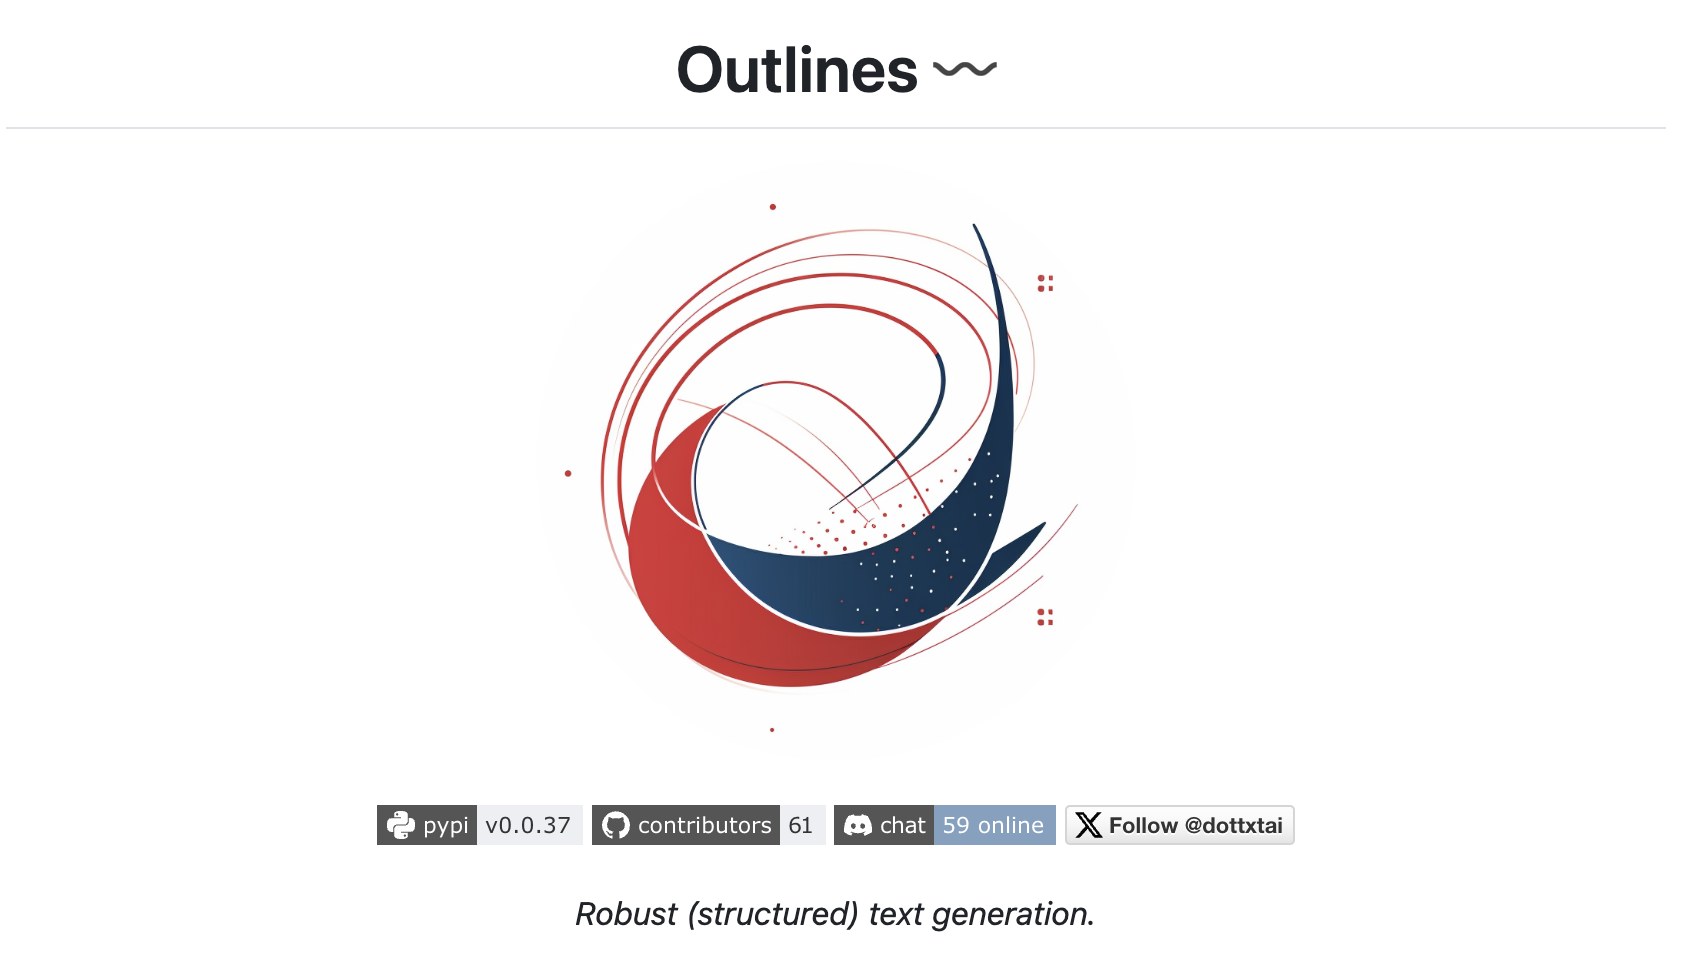 Outlines 〰
pypi v0.0.37 contributors 61 chat 59 online Follow @dottxtai
Robust (structured) text generation.